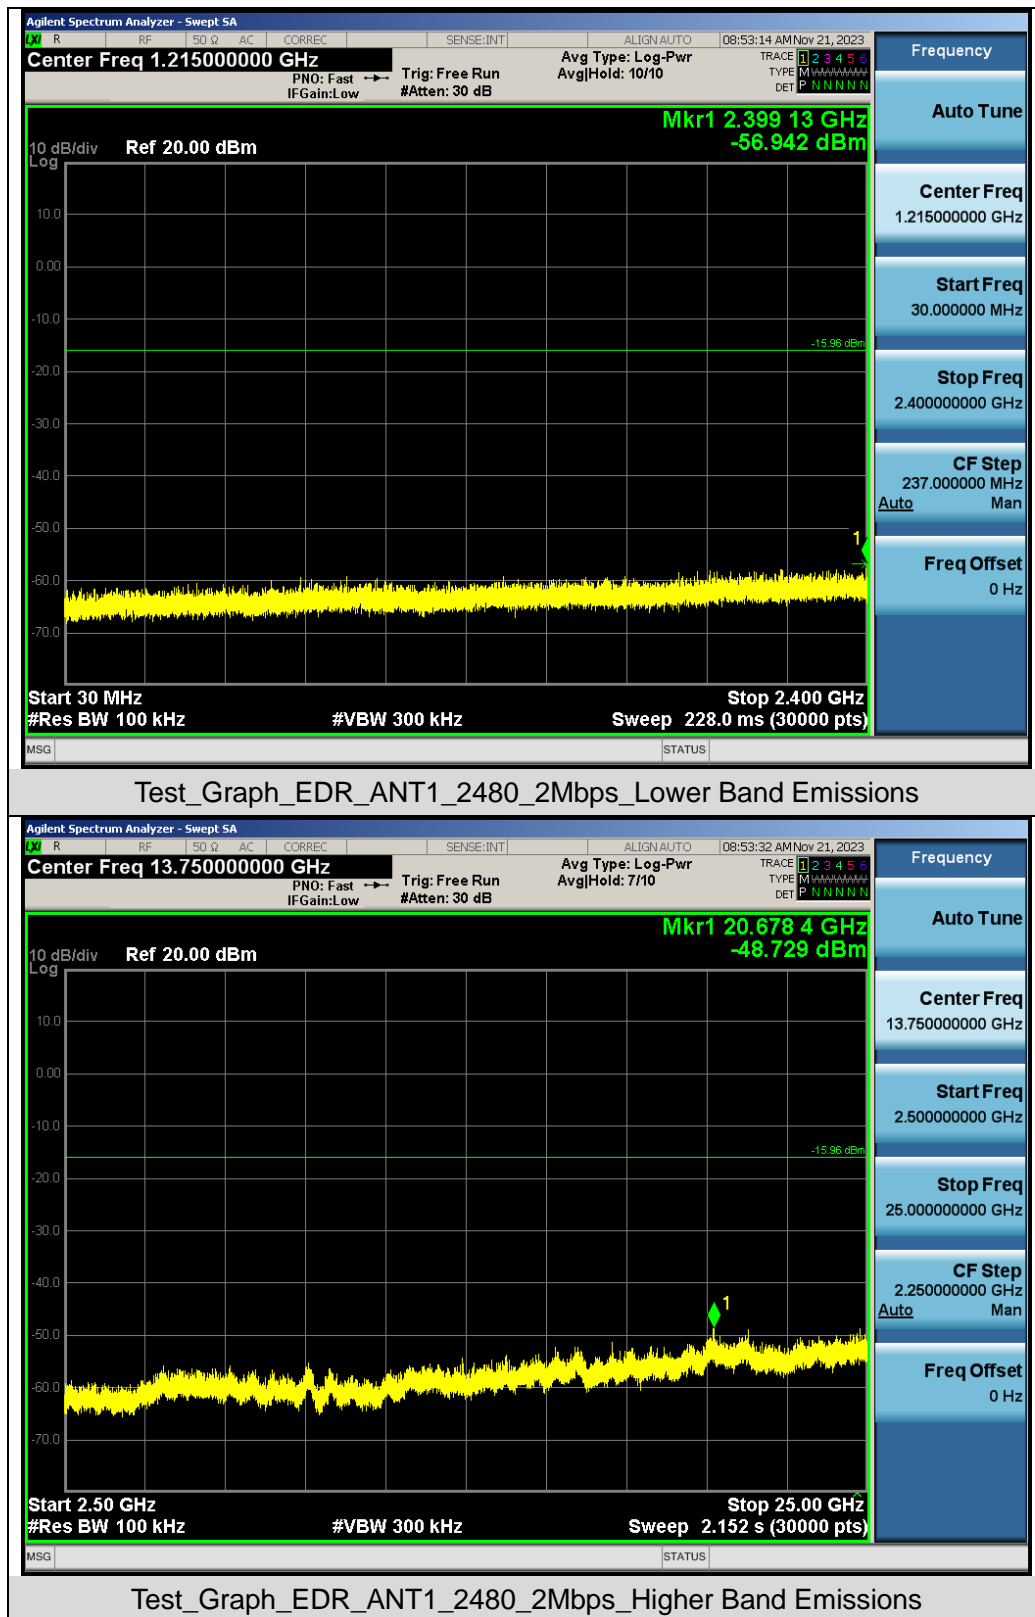 Agilent Spectrum Analyzer - Swept SA
LXI R RF 50 Ω AC CORREC SENSE:INT ALIGN AUTO 08:53:14 AM Nov 21, 2023
Center Freq 1.215000000 GHz
PNO: Fast
IFGain:Low
Trig: Free Run
#Atten: 30 dB
Avg Type: Log-Pwr
Avg|Hold: 10/10
TRACE 1 2 3 4 5 6
TYPE M
DET P N N N N N
Mkr1 2.399 13 GHz
-56.942 dBm
10 dB/div Ref 20.00 dBm
Log
10.0
0.00
-10.0
-15.96 dBm
-20.0
-30.0
-40.0
-50.0
1
-60.0
-70.0
Start 30 MHz Stop 2.400 GHz
#Res BW 100 kHz #VBW 300 kHz Sweep 228.0 ms (30000 pts)
MSG STATUS
Frequency
Auto Tune
Center Freq
1.215000000 GHz
Start Freq
30.000000 MHz
Stop Freq
2.400000000 GHz
CF Step
237.000000 MHz
Auto Man
Freq Offset
0 Hz
Test_Graph_EDR_ANT1_2480_2Mbps_Lower Band Emissions
Agilent Spectrum Analyzer - Swept SA
LXI R RF 50 Ω AC CORREC SENSE:INT ALIGN AUTO 08:53:32 AM Nov 21, 2023
Center Freq 13.750000000 GHz
PNO: Fast
IFGain:Low
Trig: Free Run
#Atten: 30 dB
Avg Type: Log-Pwr
Avg|Hold: 7/10
TRACE 1 2 3 4 5 6
TYPE M
DET P N N N N N
Mkr1 20.678 4 GHz
-48.729 dBm
10 dB/div Ref 20.00 dBm
Log
10.0
0.00
-10.0
-15.96 dBm
-20.0
-30.0
-40.0
1
-50.0
-60.0
-70.0
Start 2.50 GHz Stop 25.00 GHz
#Res BW 100 kHz #VBW 300 kHz Sweep 2.152 s (30000 pts)
MSG STATUS
Frequency
Auto Tune
Center Freq
13.750000000 GHz
Start Freq
2.500000000 GHz
Stop Freq
25.000000000 GHz
CF Step
2.250000000 GHz
Auto Man
Freq Offset
0 Hz
Test_Graph_EDR_ANT1_2480_2Mbps_Higher Band Emissions